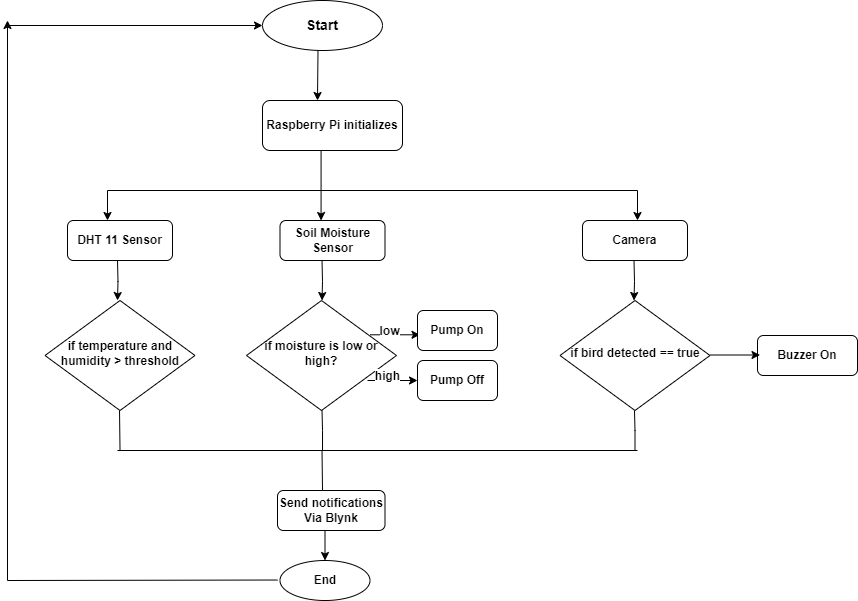 Start
Raspberry Pi initializes
DHT 11 Sensor
Soil Moisture
Sensor
Camera
if temperature and
humidity > threshold
if moisture is low or
high?
low
Pump On
high
Pump Off
if bird detected == true
Buzzer On
Send notifications
Via Blynk
End